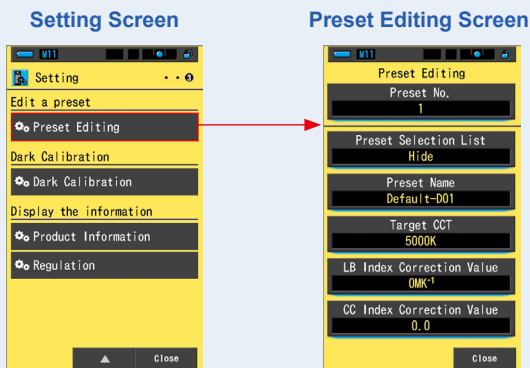 Setting Screen
M11
Setting
3
Edit a preset
Preset Editing
Dark Calibration
Dark Calibration
Display the information
Product Information
Regulation
▲ Close
Preset Editing Screen
M11
Preset Editing
Preset No.
1
Preset Selection List
Hide
Preset Name
Default-D01
Target CCT
5000K
LB Index Correction Value
0MK⁻¹
CC Index Correction Value
0.0
Close